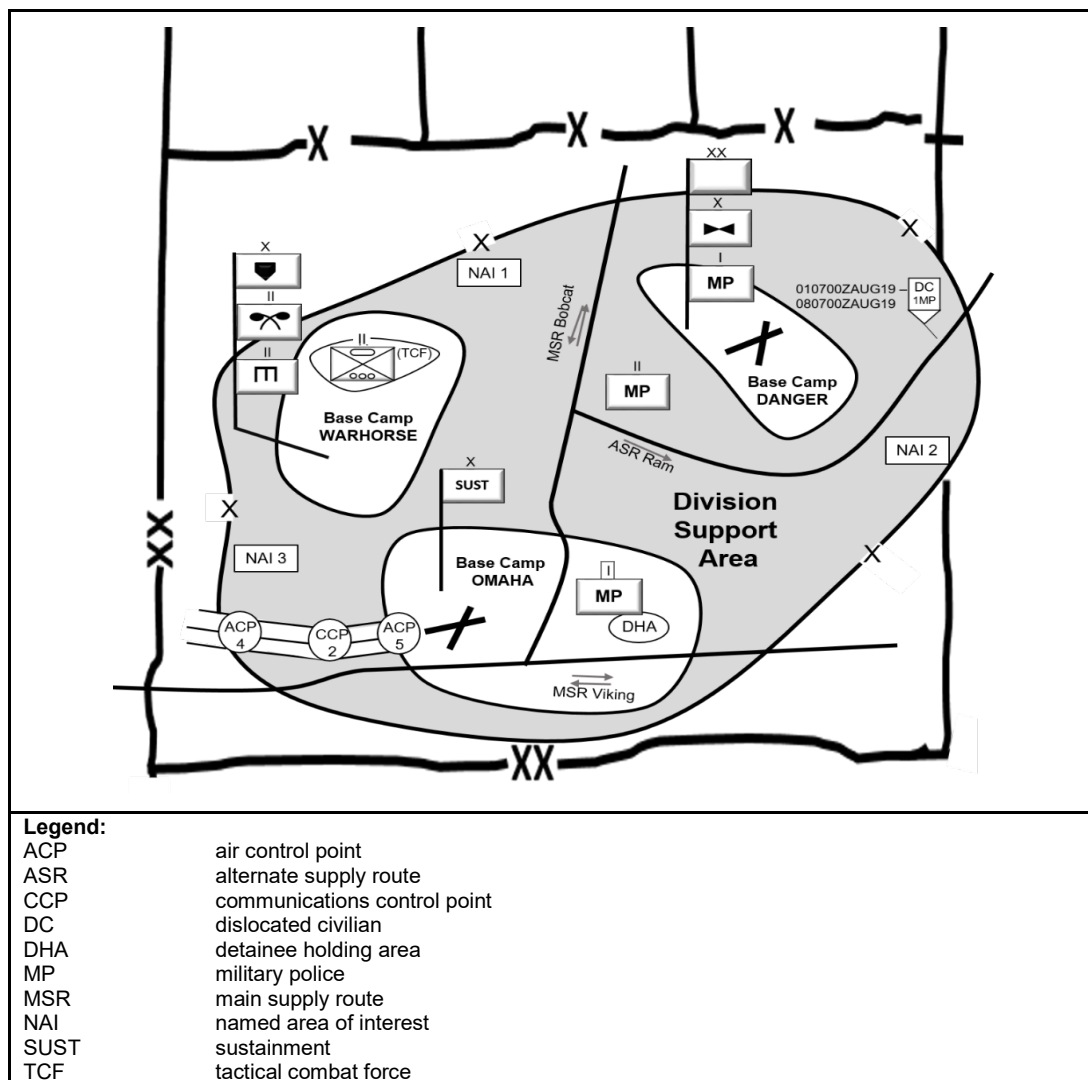 X
X
X
XX
X
I
MP
X
NAI 1
X
010700ZAUG19
080700ZAUG19
DC
1MP
X
II
II
MSR Bobcat
II.
(TCF)
II
MP
Base Camp
DANGER
Base Camp
WARHORSE
ASR Ram
NAI 2
X
SUST
Division
Support
Area
X
XX
NAI 3
X
Base Camp
OMAHA
I
MP
DHA
ACP
4
CCP
2
ACP
5
MSR Viking
XX
Legend:
ACP air control point
ASR alternate supply route
CCP communications control point
DC dislocated civilian
DHA detainee holding area
MP military police
MSR main supply route
NAI named area of interest
SUST sustainment
TCF tactical combat force